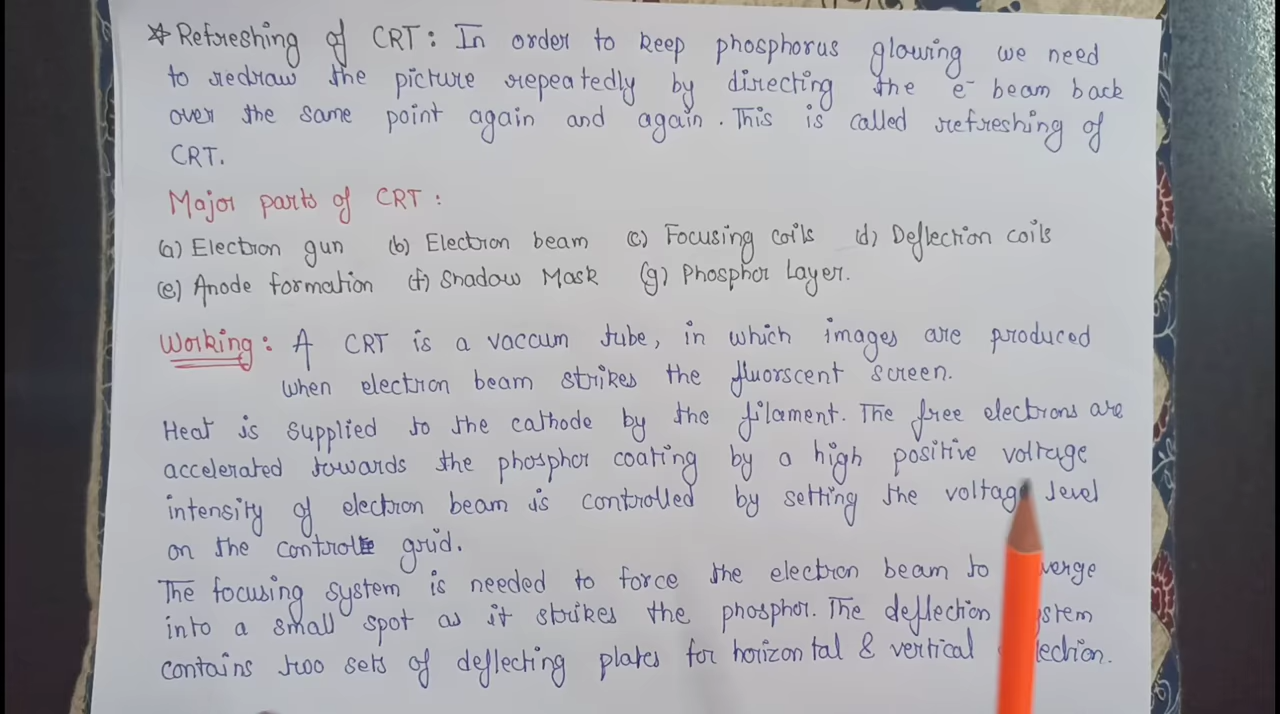 * Refreshing of CRT: In order to keep phosphorus glowing we need
to redraw the picture repeatedly by directing the e⁻ beam back
over the same point again and again. This is called refreshing of
CRT.
Major parts of CRT:
(a) Electron gun (b) Electron beam (c) Focusing coils (d) Deflection coils
(e) Anode formation (f) Shadow Mask (g) Phosphor Layer.
Working: A CRT is a vaccum tube, in which images are produced
when electron beam strikes the fluorscent screen.
Heat is supplied to the cathode by the filament. The free electrons are
accelerated towards the phosphor coating by a high positive voltage
intensity of electron beam is controlled by setting the voltage level
on the control grid.
The focusing system is needed to force the electron beam to verge
into a small spot as it strikes the phosphor. The deflection stem
contains two sets of deflecting plates for horizontal & vertical lection.